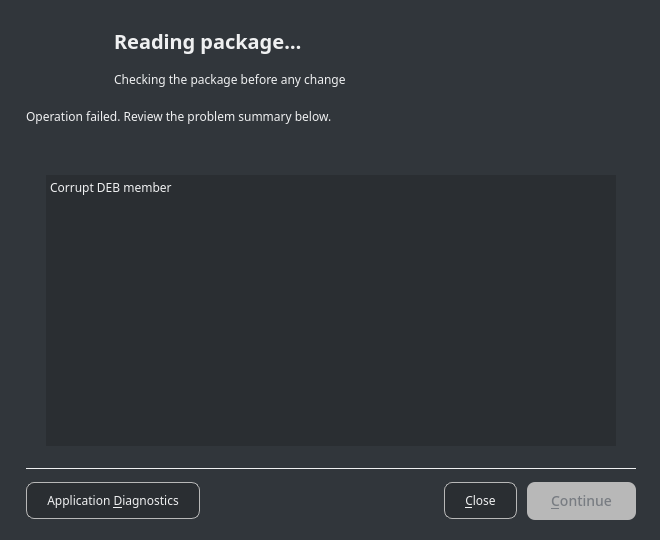 Reading package...
Checking the package before any change
Operation failed. Review the problem summary below.
Corrupt DEB member
Application Diagnostics
Close
Continue